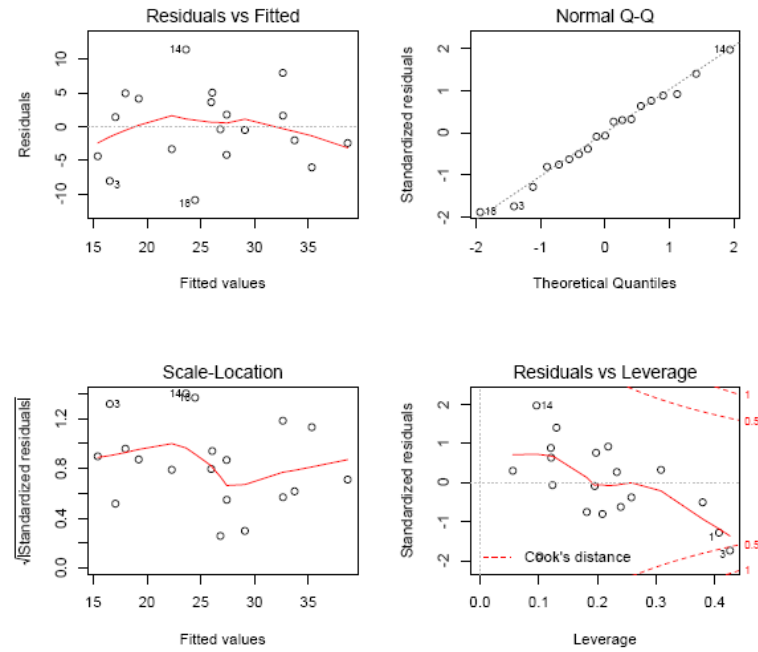 Residuals vs Fitted
Residuals
10
5
0
-5
-10
14
3
18
15 20 25 30 35
Fitted values
Normal Q-Q
Standardized residuals
2
1
0
-1
-2
14
18
3
-2 -1 0 1 2
Theoretical Quantiles
Scale-Location
√|Standardized residuals|
1.2
0.8
0.4
0.0
3
14
18
15 20 25 30 35
Fitted values
Residuals vs Leverage
Standardized residuals
2
1
0
-1
-2
14
1
3
1
0.5
0.5
1
Cook's distance
0.0 0.1 0.2 0.3 0.4
Leverage